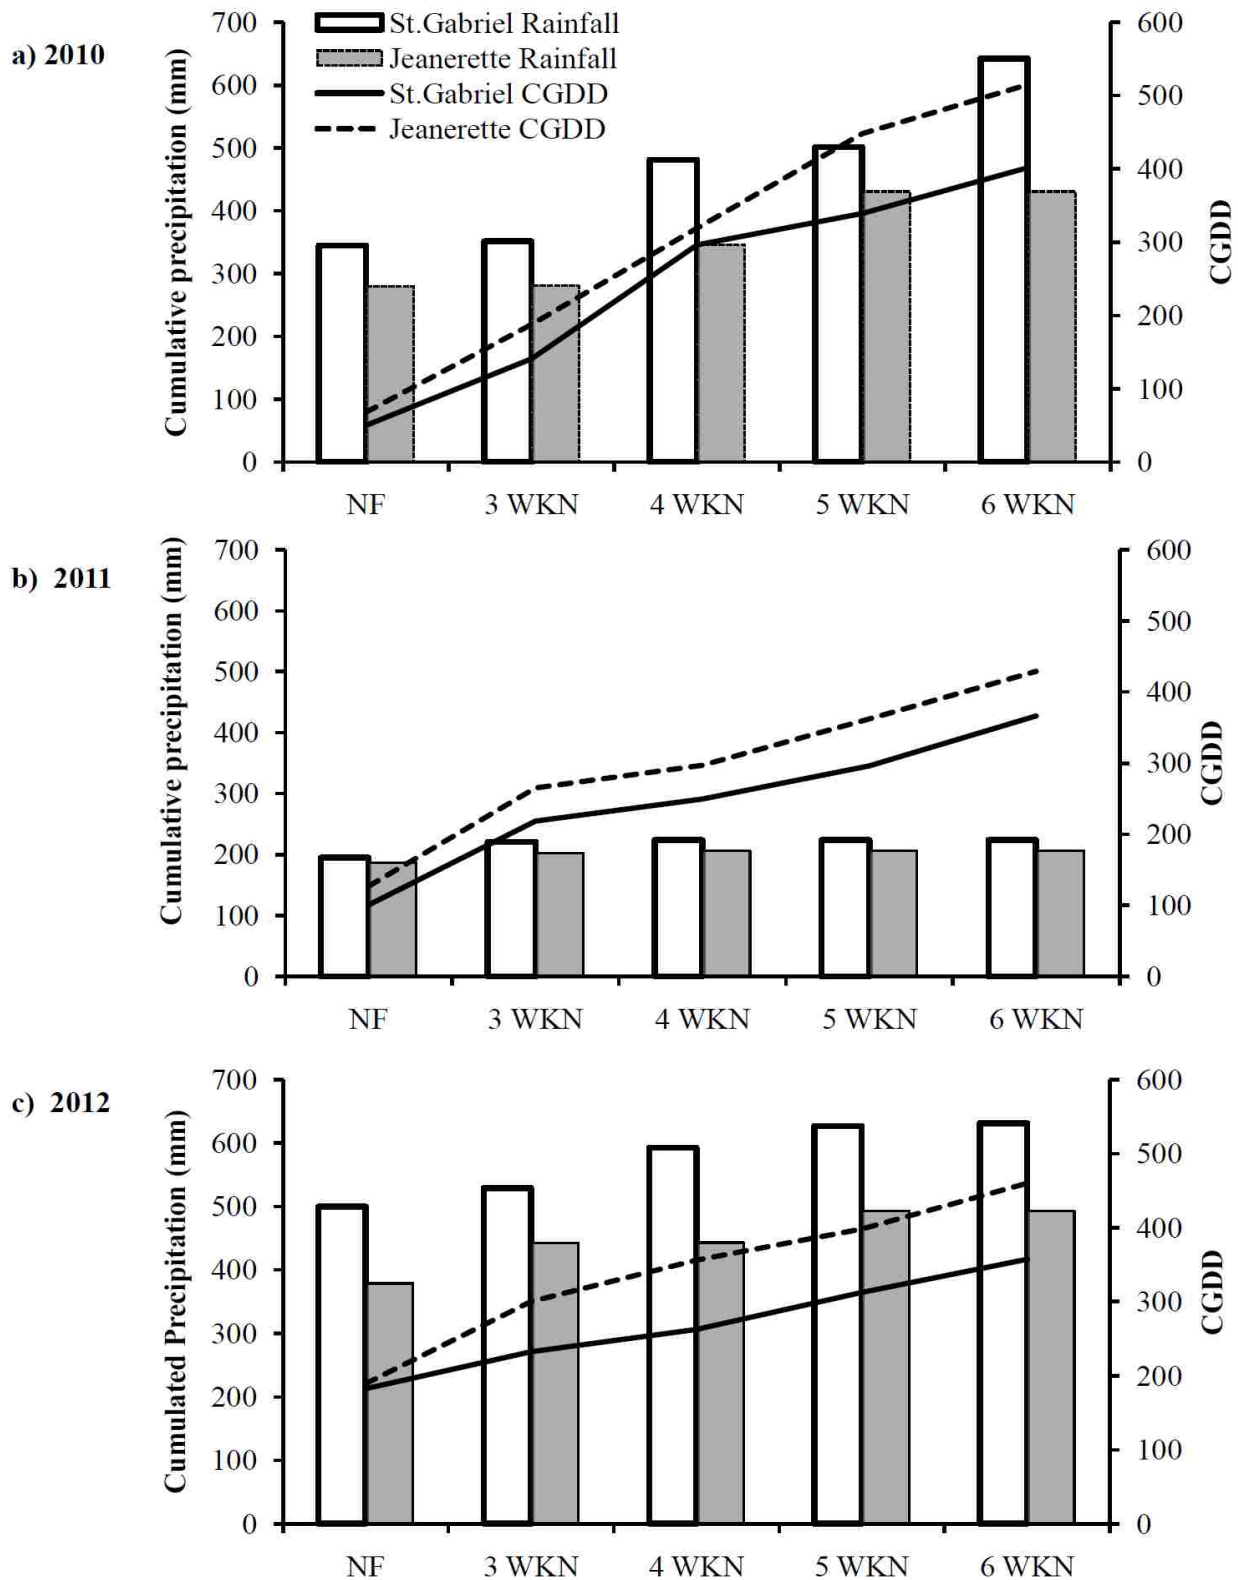 a) 2010
Cumulative precipitation (mm)
700
600
500
400
300
200
100
0
St.Gabriel Rainfall
Jeanerette Rainfall
St.Gabriel CGDD
Jeanerette CGDD
600
500
400
300
200
100
0
CGDD
NF 3 WKN 4 WKN 5 WKN 6 WKN
b) 2011
Cumulative precipitation (mm)
700
600
500
400
300
200
100
0
600
500
400
300
200
100
0
CGDD
NF 3 WKN 4 WKN 5 WKN 6 WKN
c) 2012
Cumulated Precipitation (mm)
700
600
500
400
300
200
100
0
600
500
400
300
200
100
0
CGDD
NF 3 WKN 4 WKN 5 WKN 6 WKN